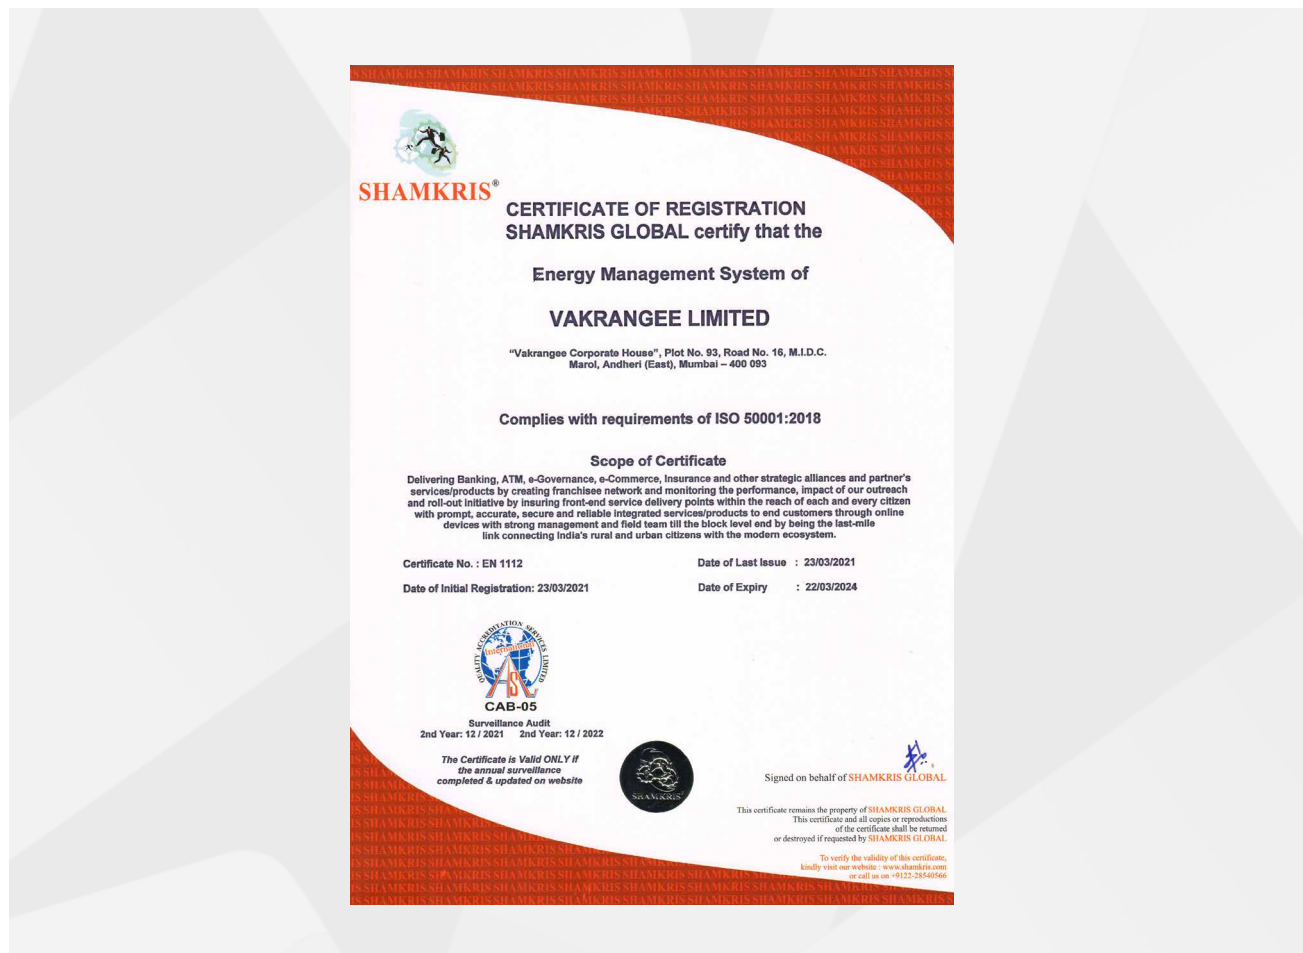 SHAMKRIS®
CERTIFICATE OF REGISTRATION
SHAMKRIS GLOBAL certify that the
Energy Management System of
VAKRANGEE LIMITED
“Vakrangee Corporate House”, Plot No. 93, Road No. 16, M.I.D.C.
Marol, Andheri (East), Mumbai – 400 093
Complies with requirements of ISO 50001:2018
Scope of Certificate
Delivering Banking, ATM, e-Governance, e-Commerce, Insurance and other strategic alliances and partner's
services/products by creating franchisee network and monitoring the performance, impact of our outreach
and roll-out initiative by insuring front-end service delivery points within the reach of each and every citizen
with prompt, accurate, secure and reliable integrated services/products to end customers through online
devices with strong management and field team till the block level end by being the last-mile
link connecting India's rural and urban citizens with the modern ecosystem.
Certificate No. : EN 1112
Date of Last Issue : 23/03/2021
Date of Initial Registration: 23/03/2021
Date of Expiry : 22/03/2024
QUALITY ACCREDITATION SERVICES LIMITED
International
ASL
CAB-05
Surveillance Audit
2nd Year: 12 / 2021 2nd Year: 12 / 2022
The Certificate is Valid ONLY if
the annual surveillance
completed & updated on website
SHAMKRIS
Signed on behalf of SHAMKRIS GLOBAL
This certificate remains the property of SHAMKRIS GLOBAL
This certificate and all copies or reproductions
of the certificate shall be returned
or destroyed if requested by SHAMKRIS GLOBAL
To verify the validity of this certificate,
kindly visit our website : www.shamkris.com
or call us on +9122-28540566